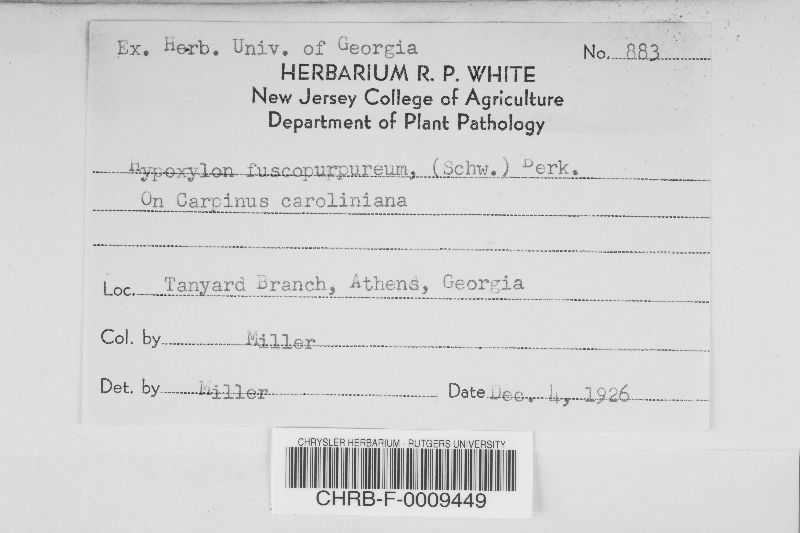 Ex. Herb. Univ. of Georgia No. 883
HERBARIUM R. P. WHITE
New Jersey College of Agriculture
Department of Plant Pathology
Hypoxylon fuscopurpureum, (Schw.) Berk.
On Carpinus caroliniana
Loc. Tanyard Branch, Athens, Georgia
Col. by Miller
Det. by Miller Date Dec. 4, 1926
CHRYSLER HERBARIUM - RUTGERS UNIVERSITY
CHRB-F-0009449